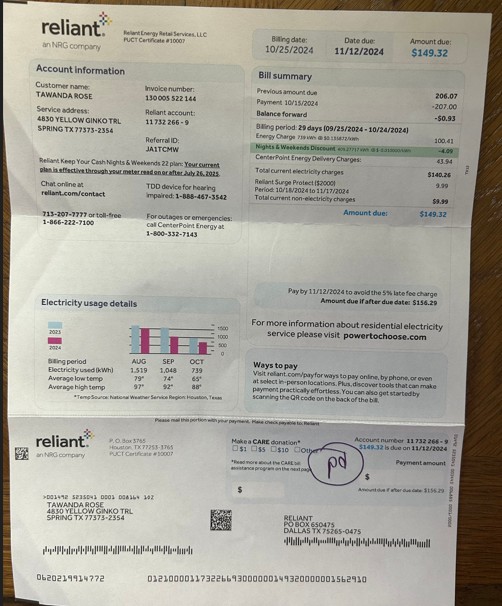 reliant
an NRG company
Reliant Energy Retail Services, LLC
PUCT Certificate #10007
Billing date:
10/25/2024
Date due:
11/12/2024
Amount due:
$149.32
Account information
Customer name:
TAWANDA ROSE
Invoice number:
130 005 522 144
Service address:
4830 YELLOW GINKO TRL
SPRING TX 77373-2354
Reliant account:
11 732 266 - 9
Referral ID:
JA1TCMW
Reliant Keep Your Cash Nights & Weekends 22 plan: Your current
plan is effective through your meter read on or after July 26, 2025.
Chat online at
reliant.com/contact
TDD device for hearing
impaired: 1-888-467-3542
713-207-7777 or toll-free
1-866-222-7100
For outages or emergencies:
call CenterPoint Energy at
1-800-332-7143
Bill summary
Previous amount due 206.07
Payment 10/15/2024 -207.00
Balance forward -$0.93
Billing period: 29 days (09/25/2024 - 10/24/2024)
Energy Charge 100.41
Nights & Weekends Discount -4.09
CenterPoint Energy Delivery Charges: 43.94
Total current electricity charges $140.26
Reliant Surge Protect ($2000) 9.99
Period: 10/18/2024 to 11/17/2024
Total current non-electricity charges $9.99
Amount due: $149.32
Pay by 11/12/2024 to avoid the 5% late fee charge
Amount due if after due date: $156.29
For more information about residential electricity
service please visit powertochoose.com
Electricity usage details
2023
2024
1500
1000
500
0
Billing period AUG SEP OCT
Electricity used (kWh) 1,519 1,048 739
Average low temp 79° 74° 65°
Average high temp 97° 92° 88°
*Temp Source: National Weather Service Region: Houston, Texas
Ways to pay
Visit reliant.com/pay for ways to pay online, by phone, or even
at select in-person locations. Plus, discover tools that can make
payment practically effortless. You can also get started by
scanning the QR code on the back of the bill.
Please mail this portion with your payment. Make check payable to: Reliant
reliant
an NRG company
P. O. Box 3765
Houston, TX 77253-3765
PUCT Certificate #10007
Make a CARE donation*
$1 $5 $10 Other
*Read more about the CARE bill
assistance program on the next page
$
pd
Account number 11 732 266 - 9
$149.32 is due on 11/12/2024
Payment amount
$
Amount due if after due date: $156.29
TAWANDA ROSE
4830 YELLOW GINKO TRL
SPRING TX 77373-2354
RELIANT
PO BOX 650475
DALLAS TX 75265-0475